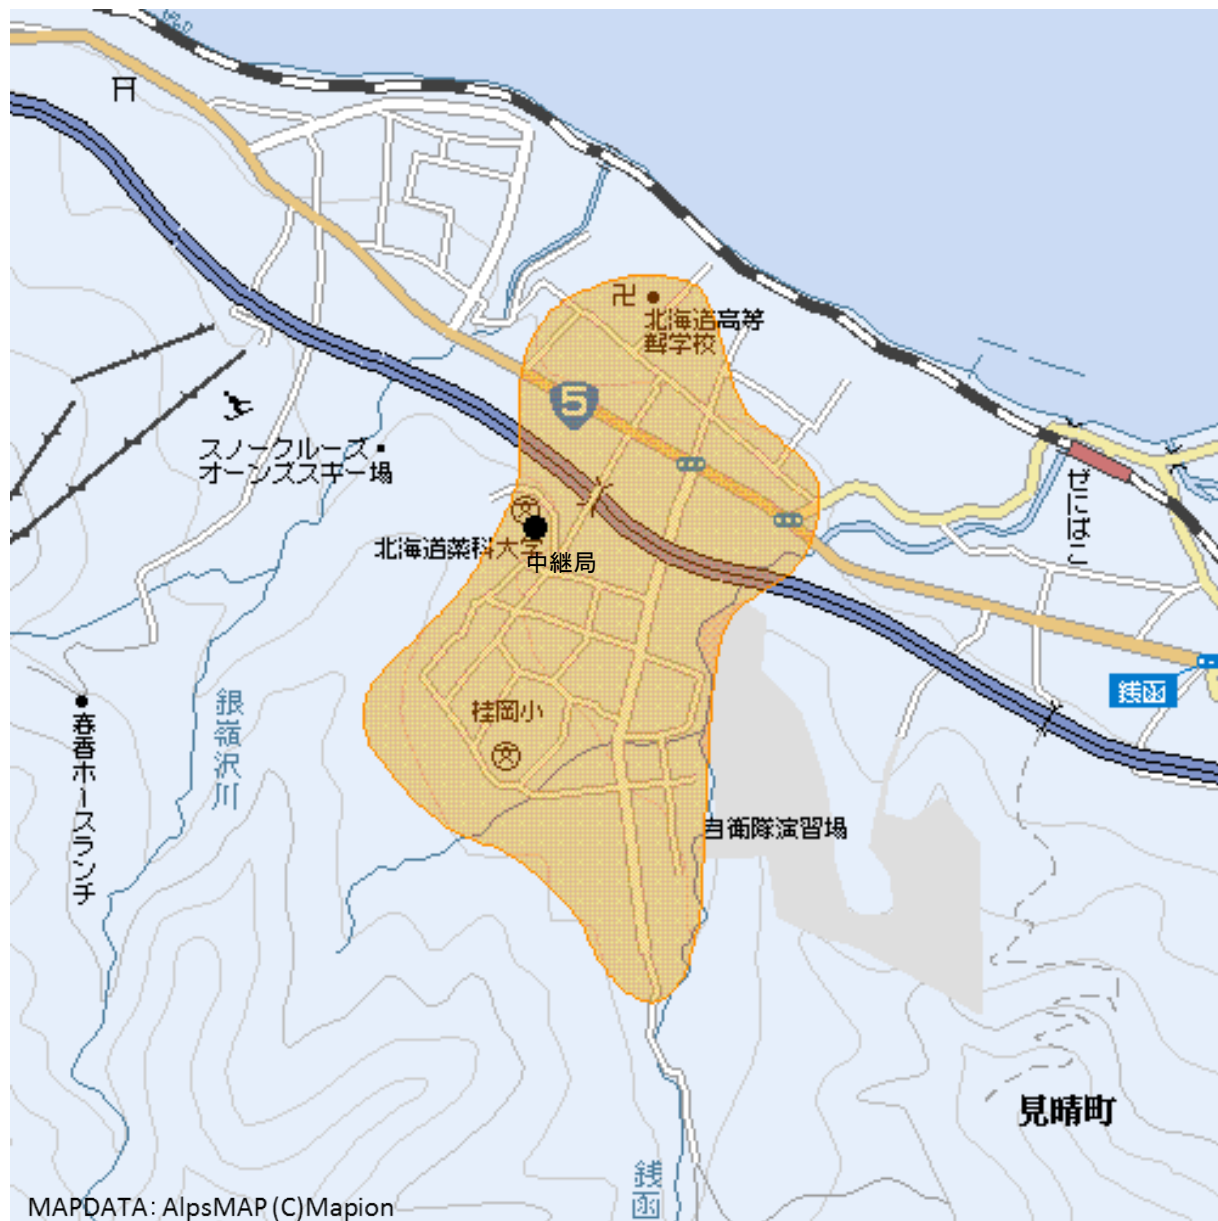 北海道高等
聾学校
5
スノークルーズ・
オーンズスキー場
ぜにばこ
北海道薬科大学
中継局
銭函
桂岡小
銀嶺沢川
春香ホースランチ
自衛隊演習場
見晴町
銭函
MAPDATA: AlpsMAP (C)Mapion